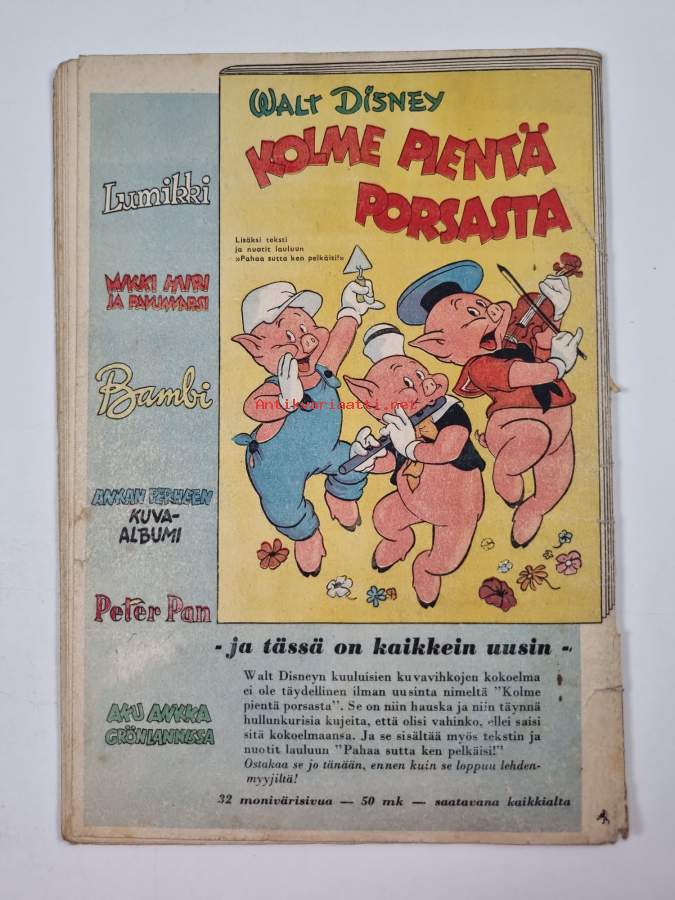 WALT DISNEY
KOLME PIENTÄ
PORSASTA
Lisäksi teksti
ja nuotit lauluun
»Pahaa sutta ken pelkäisi!»
Lumikki
MIKKI HIIRI
JA PAHUMARSI
Bambi
ANKAN PERHEEN
KUVA-
ALBUMI
Peter Pan
AKU ANKKA
GRÖNLANNISSA
Antikvariaatti.net
- ja tässä on kaikkein uusin -
Walt Disneyn kuuluisien kuvavihkojen kokoelma
ei ole täydellinen ilman uusinta nimeltä "Kolme
pientä porsasta". Se on niin hauska ja niin täynnä
hullunkurisia kujeita, että olisi vahinko, ellei saisi
sitä kokoelmaansa. Ja se sisältää myös tekstin ja
nuotit lauluun "Pahaa sutta ken pelkäisi!"
Ostakaa se jo tänään, ennen kuin se loppuu lehden-
myyjiltä!
32 monivärisivua — 50 mk — saatavana kaikkialta